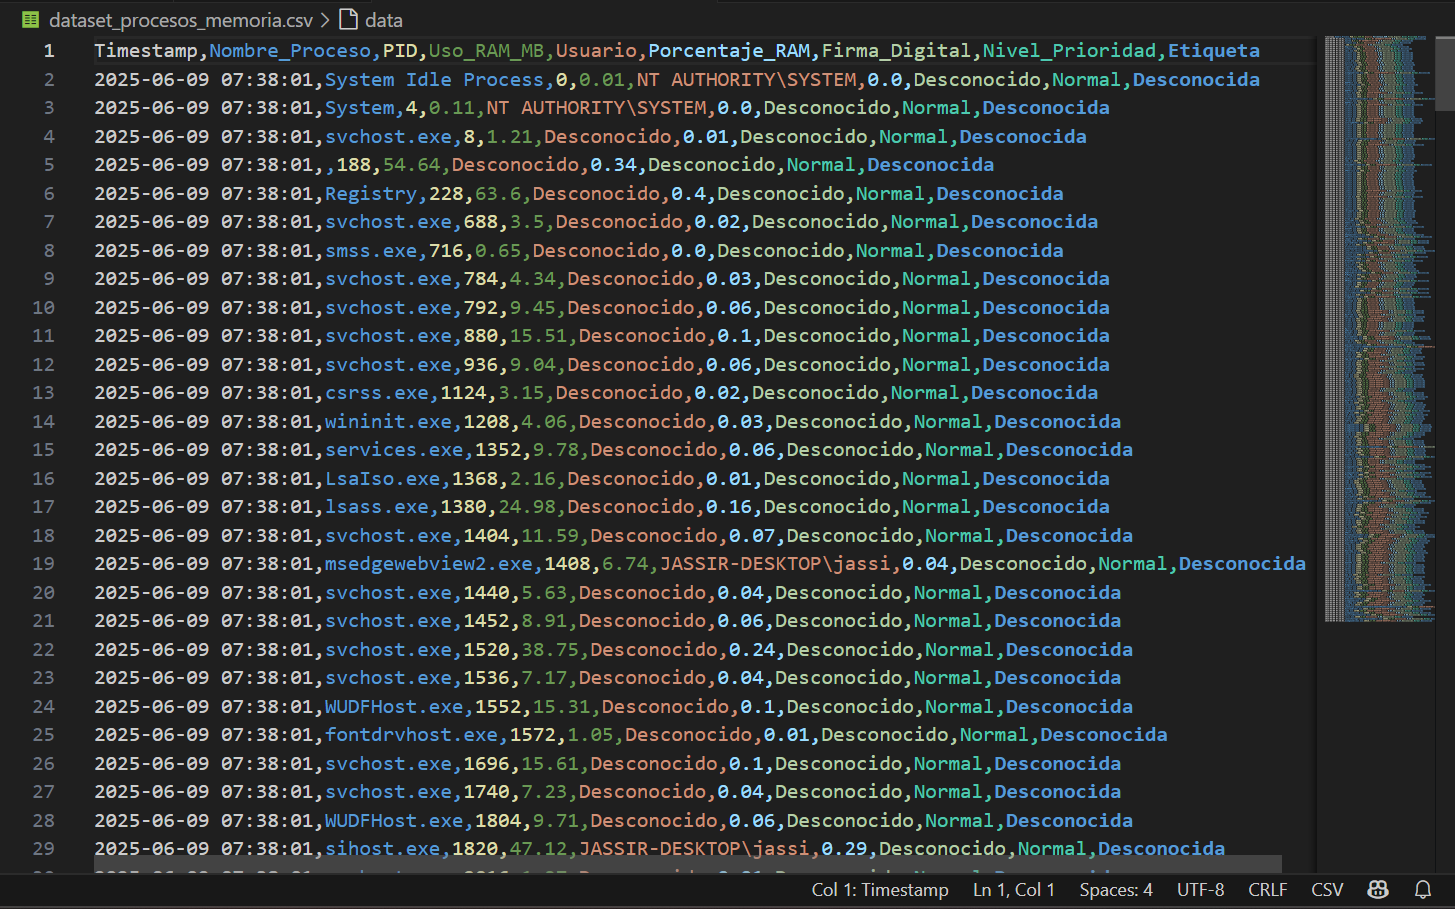 dataset_procesos_memoria.csv > data
1 Timestamp,Nombre_Proceso,PID,Uso_RAM_MB,Usuario,Porcentaje_RAM,Firma_Digital,Nivel_Prioridad,Etiqueta
2 2025-06-09 07:38:01,System Idle Process,0,0.01,NT AUTHORITY\SYSTEM,0.0,Desconocido,Normal,Desconocida
3 2025-06-09 07:38:01,System,4,0.11,NT AUTHORITY\SYSTEM,0.0,Desconocido,Normal,Desconocida
4 2025-06-09 07:38:01,svchost.exe,8,1.21,Desconocido,0.01,Desconocido,Normal,Desconocida
5 2025-06-09 07:38:01,,188,54.64,Desconocido,0.34,Desconocido,Normal,Desconocida
6 2025-06-09 07:38:01,Registry,228,63.6,Desconocido,0.4,Desconocido,Normal,Desconocida
7 2025-06-09 07:38:01,svchost.exe,688,3.5,Desconocido,0.02,Desconocido,Normal,Desconocida
8 2025-06-09 07:38:01,smss.exe,716,0.65,Desconocido,0.0,Desconocido,Normal,Desconocida
9 2025-06-09 07:38:01,svchost.exe,784,4.34,Desconocido,0.03,Desconocido,Normal,Desconocida
10 2025-06-09 07:38:01,svchost.exe,792,9.45,Desconocido,0.06,Desconocido,Normal,Desconocida
11 2025-06-09 07:38:01,svchost.exe,880,15.51,Desconocido,0.1,Desconocido,Normal,Desconocida
12 2025-06-09 07:38:01,svchost.exe,936,9.04,Desconocido,0.06,Desconocido,Normal,Desconocida
13 2025-06-09 07:38:01,csrss.exe,1124,3.15,Desconocido,0.02,Desconocido,Normal,Desconocida
14 2025-06-09 07:38:01,wininit.exe,1208,4.06,Desconocido,0.03,Desconocido,Normal,Desconocida
15 2025-06-09 07:38:01,services.exe,1352,9.78,Desconocido,0.06,Desconocido,Normal,Desconocida
16 2025-06-09 07:38:01,LsaIso.exe,1368,2.16,Desconocido,0.01,Desconocido,Normal,Desconocida
17 2025-06-09 07:38:01,lsass.exe,1380,24.98,Desconocido,0.16,Desconocido,Normal,Desconocida
18 2025-06-09 07:38:01,svchost.exe,1404,11.59,Desconocido,0.07,Desconocido,Normal,Desconocida
19 2025-06-09 07:38:01,msedgewebview2.exe,1408,6.74,JASSIR-DESKTOP\jassi,0.04,Desconocido,Normal,Desconocida
20 2025-06-09 07:38:01,svchost.exe,1440,5.63,Desconocido,0.04,Desconocido,Normal,Desconocida
21 2025-06-09 07:38:01,svchost.exe,1452,8.91,Desconocido,0.06,Desconocido,Normal,Desconocida
22 2025-06-09 07:38:01,svchost.exe,1520,38.75,Desconocido,0.24,Desconocido,Normal,Desconocida
23 2025-06-09 07:38:01,svchost.exe,1536,7.17,Desconocido,0.04,Desconocido,Normal,Desconocida
24 2025-06-09 07:38:01,WUDFHost.exe,1552,15.31,Desconocido,0.1,Desconocido,Normal,Desconocida
25 2025-06-09 07:38:01,fontdrvhost.exe,1572,1.05,Desconocido,0.01,Desconocido,Normal,Desconocida
26 2025-06-09 07:38:01,svchost.exe,1696,15.61,Desconocido,0.1,Desconocido,Normal,Desconocida
27 2025-06-09 07:38:01,svchost.exe,1740,7.23,Desconocido,0.04,Desconocido,Normal,Desconocida
28 2025-06-09 07:38:01,WUDFHost.exe,1804,9.71,Desconocido,0.06,Desconocido,Normal,Desconocida
29 2025-06-09 07:38:01,sihost.exe,1820,47.12,JASSIR-DESKTOP\jassi,0.29,Desconocido,Normal,Desconocida
Col 1: Timestamp Ln 1, Col 1 Spaces: 4 UTF-8 CRLF CSV